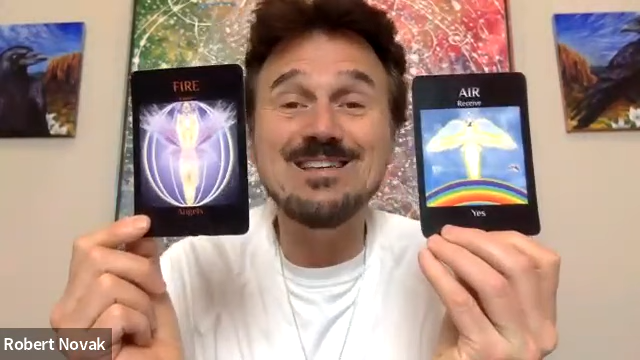 FIRE
Angels
AIR
Receive
Yes
Robert Novak